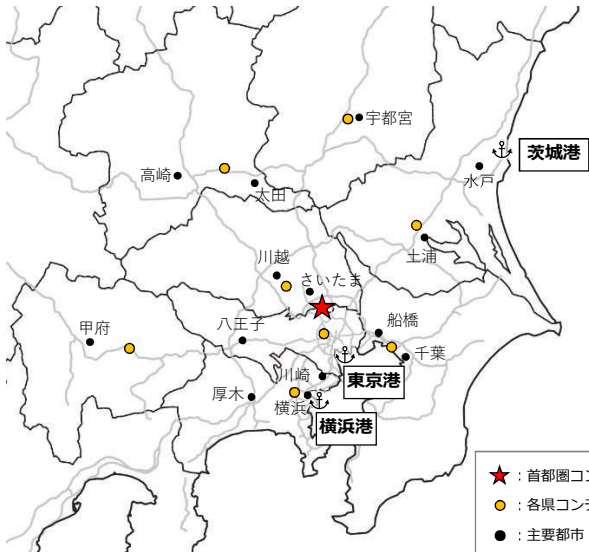 宇都宮
茨城港
水戸
高崎
太田
土浦
川越
さいたま
船橋
甲府
八王子
千葉
川崎
東京港
厚木
横浜
横浜港
：首都圏コン
：各県コンテ
：主要都市